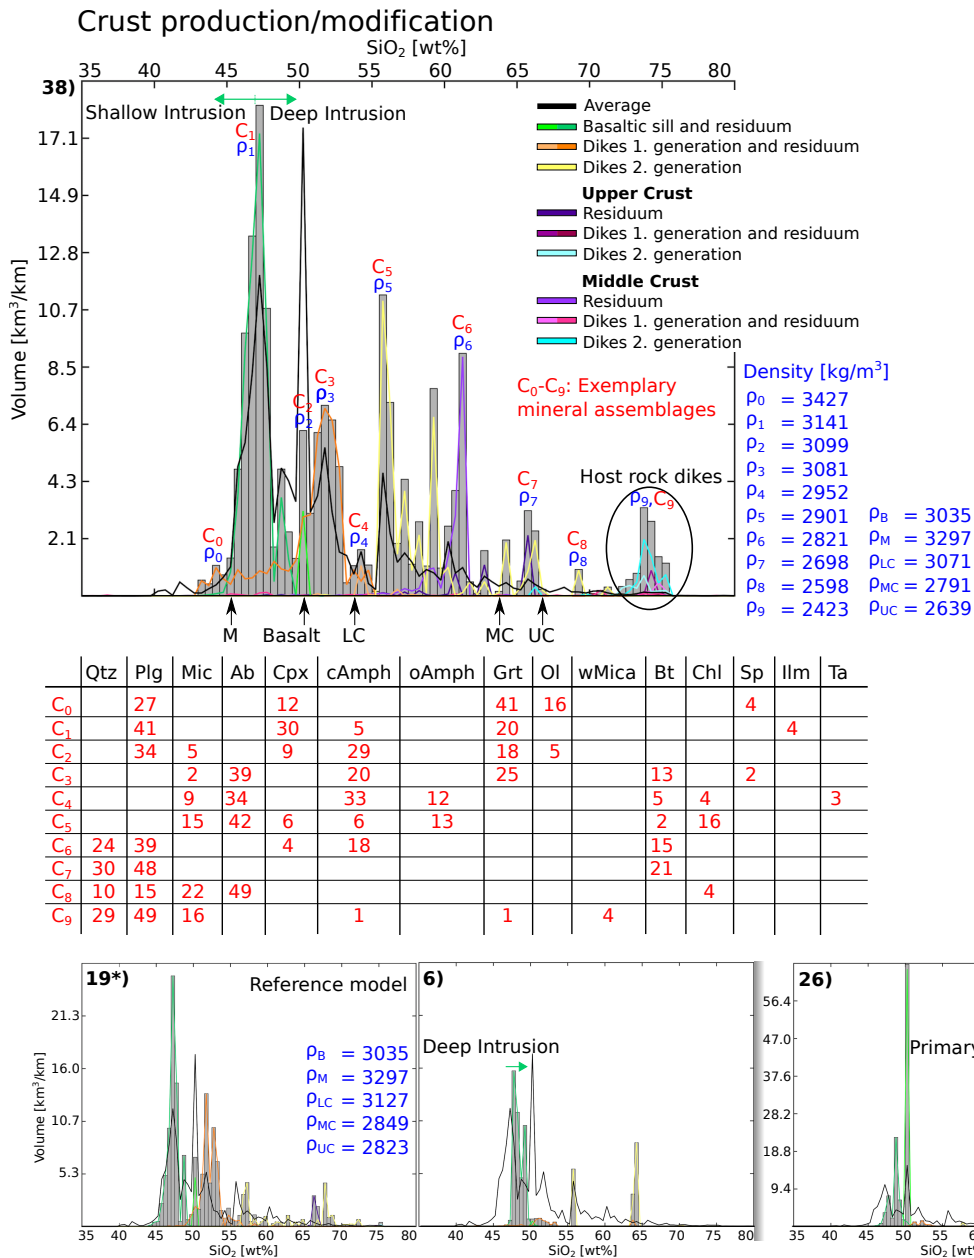 Crust production/modification
SiO₂ [wt%]
35 40 45 50 55 60 65 70 75 80
38)
Shallow Intrusion Deep Intrusion
Volume [km³/km]
17.1
14.9
12.8
10.7
8.5
6.4
4.3
2.1
C₀
ρ₀
C₁
ρ₁
C₂
ρ₂
C₃
ρ₃
C₄
ρ₄
C₅
ρ₅
C₆
ρ₆
C₇
ρ₇
C₈
ρ₈
Host rock dikes
ρ₉,C₉
Average
Basaltic sill and residuum
Dikes 1. generation and residuum
Dikes 2. generation
Upper Crust
Residuum
Dikes 1. generation and residuum
Dikes 2. generation
Middle Crust
Residuum
Dikes 1. generation and residuum
Dikes 2. generation
C₀-C₉: Exemplary
mineral assemblages
M Basalt LC MC UC
Density [kg/m³]
ρ₀ = 3427
ρ₁ = 3141
ρ₂ = 3099
ρ₃ = 3081
ρ₄ = 2952
ρ₅ = 2901 ρB = 3035
ρ₆ = 2821 ρM = 3297
ρ₇ = 2698 ρLC = 3071
ρ₈ = 2598 ρMC = 2791
ρ₉ = 2423 ρUC = 2639
Qtz Plg Mic Ab Cpx cAmph oAmph Grt Ol wMica Bt Chl Sp Ilm Ta
C₀ 27 12 41 16 4
C₁ 41 30 5 20 4
C₂ 34 5 9 29 18 5
C₃ 2 39 20 25 13 2
C₄ 9 34 33 12 5 4 3
C₅ 15 42 6 6 13 2 16
C₆ 24 39 4 18 15
C₇ 30 48 21
C₈ 10 15 22 49 4
C₉ 29 49 16 1 1 4
19*)
Reference model
ρB = 3035
ρM = 3297
ρLC = 3127
ρMC = 2849
ρUC = 2823
Volume [km³/km]
21.3
16.0
10.7
5.3
35 40 45 50 55 60 65 70 75 80
SiO₂ [wt%]
6)
Deep Intrusion
40 45 50 55 60 65 70 75 80
SiO₂ [wt%]
26)
Primary
56.4
47.0
37.6
28.2
18.8
9.4
35 40 45 50 55 60
SiO₂ [wt%]